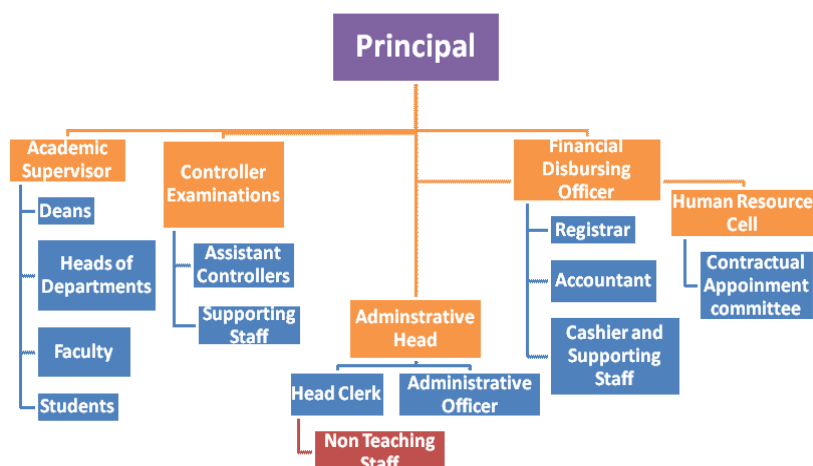 Principal
Academic
Supervisor
Deans
Heads of
Departments
Faculty
Students
Controller
Examinations
Assistant
Controllers
Supporting
Staff
Adminstrative
Head
Head Clerk
Administrative
Officer
Non Teaching
Staff
Financial
Disbursing
Officer
Registrar
Accountant
Cashier and
Supporting
Staff
Human Resource
Cell
Contractual
Appoinment
committee